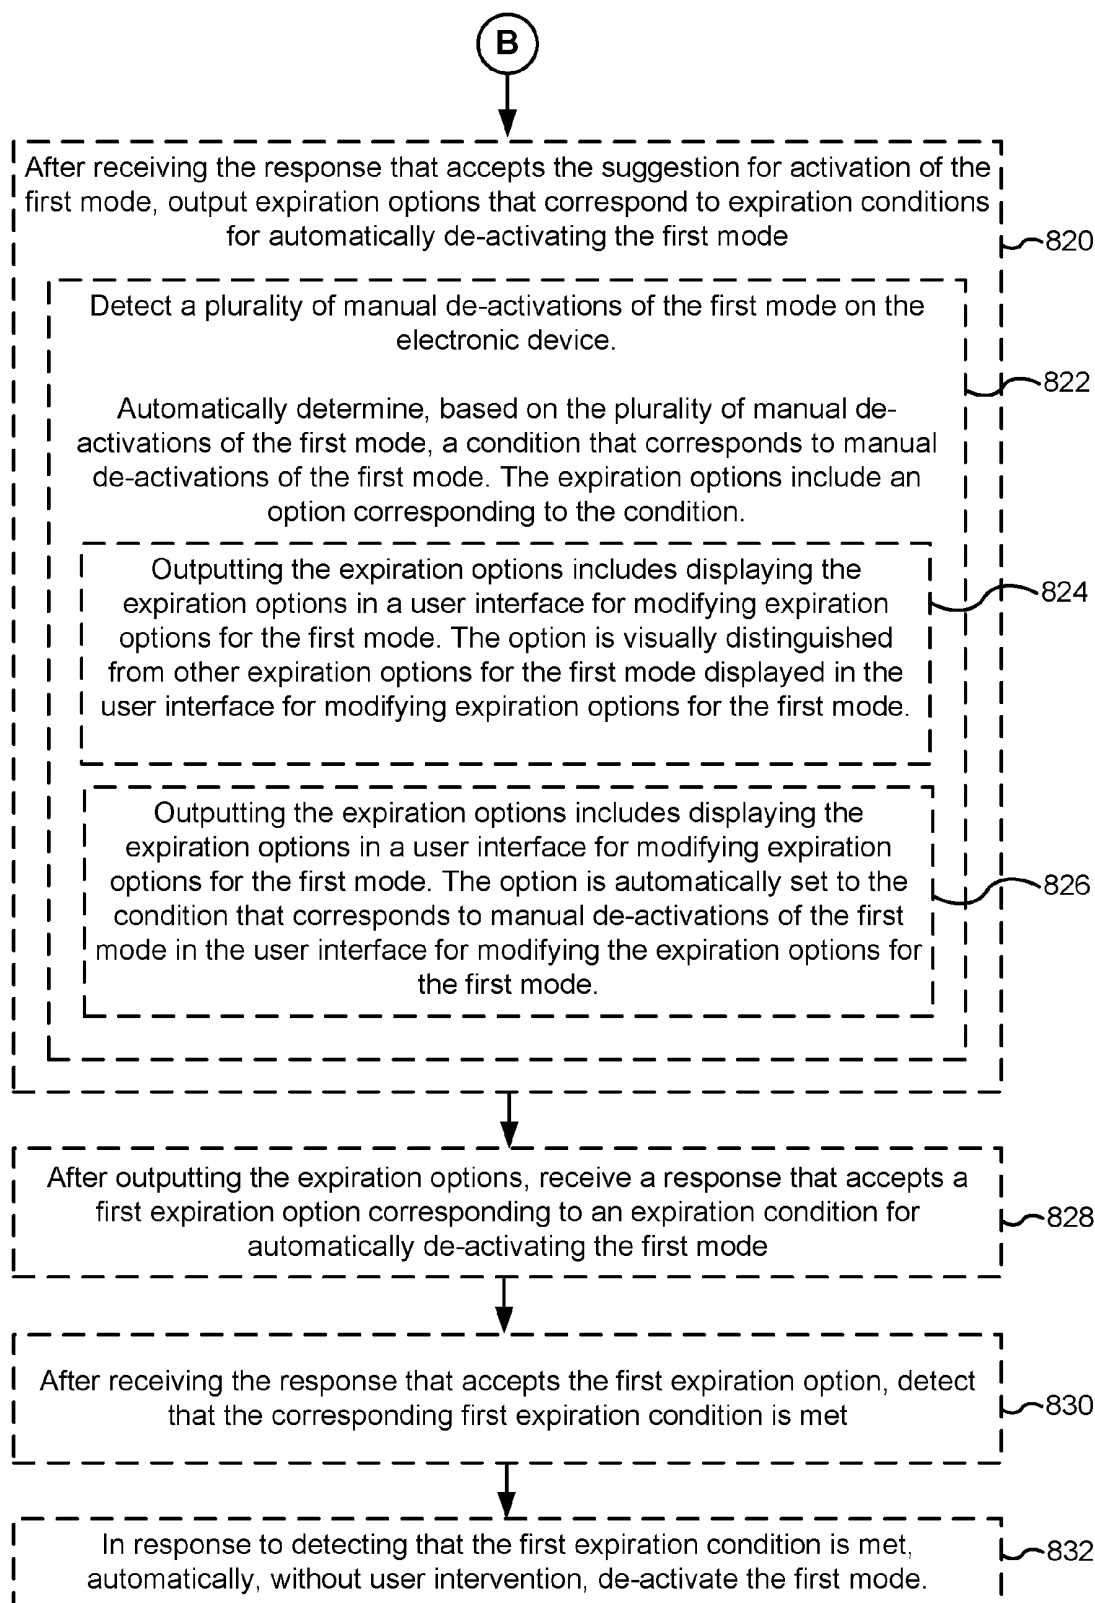 B
After receiving the response that accepts the suggestion for activation of the
first mode, output expiration options that correspond to expiration conditions
for automatically de-activating the first mode
820
Detect a plurality of manual de-activations of the first mode on the
electronic device.
822
Automatically determine, based on the plurality of manual de-
activations of the first mode, a condition that corresponds to manual
de-activations of the first mode. The expiration options include an
option corresponding to the condition.
Outputting the expiration options includes displaying the
expiration options in a user interface for modifying expiration
options for the first mode. The option is visually distinguished
from other expiration options for the first mode displayed in the
user interface for modifying expiration options for the first mode.
824
Outputting the expiration options includes displaying the
expiration options in a user interface for modifying expiration
options for the first mode. The option is automatically set to the
condition that corresponds to manual de-activations of the first
mode in the user interface for modifying the expiration options for
the first mode.
826
After outputting the expiration options, receive a response that accepts a
first expiration option corresponding to an expiration condition for
automatically de-activating the first mode
828
After receiving the response that accepts the first expiration option, detect
that the corresponding first expiration condition is met
830
In response to detecting that the first expiration condition is met,
automatically, without user intervention, de-activate the first mode.
832